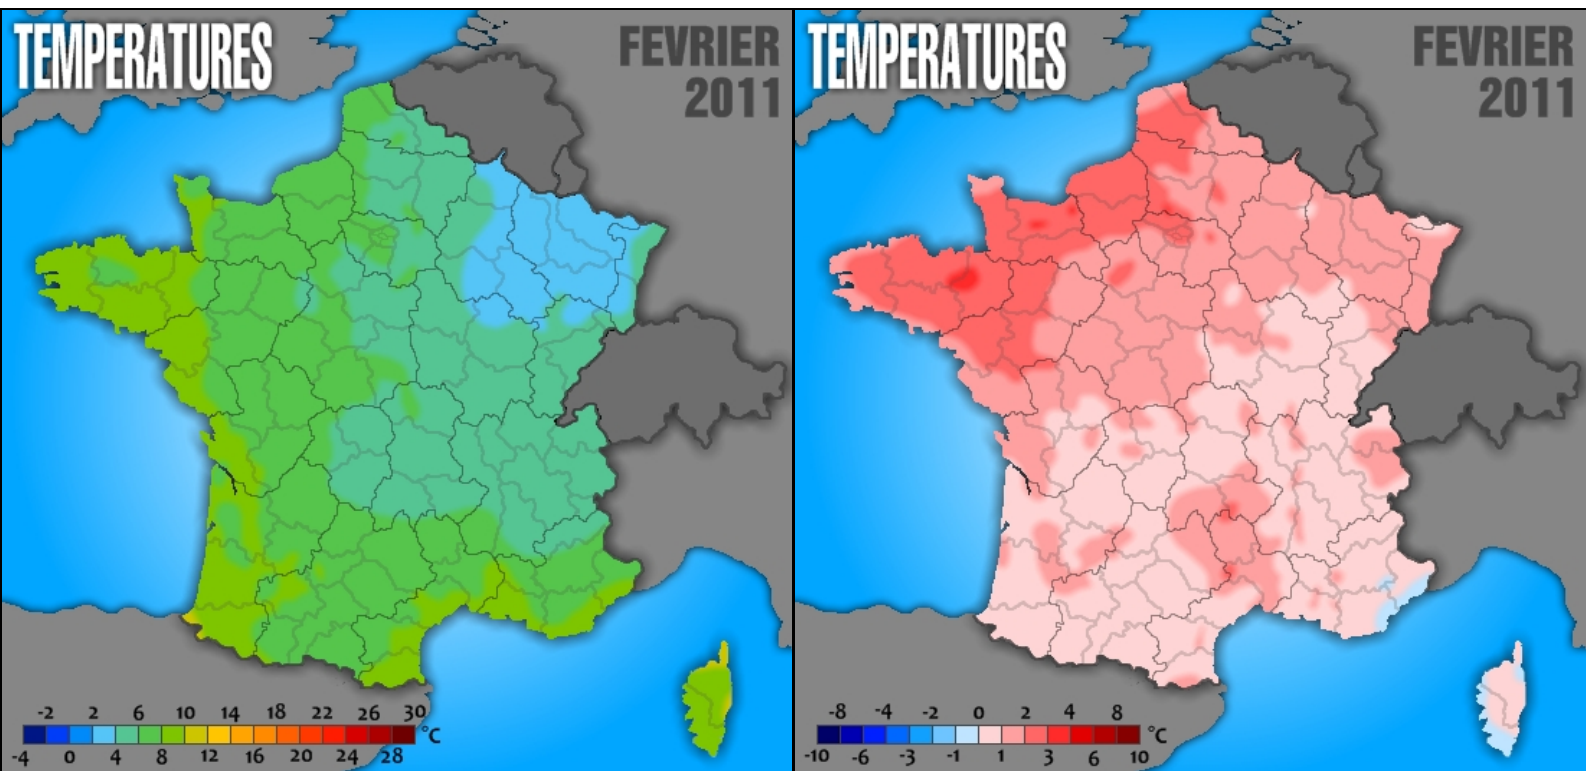 TEMPERATURES
FEVRIER
2011
-2 2 6 10 14 18 22 26 30
°C
-4 0 4 8 12 16 20 24 28
TEMPERATURES
FEVRIER
2011
-8 -4 -2 0 2 4 8
°C
-10 -6 -3 -1 1 3 6 10